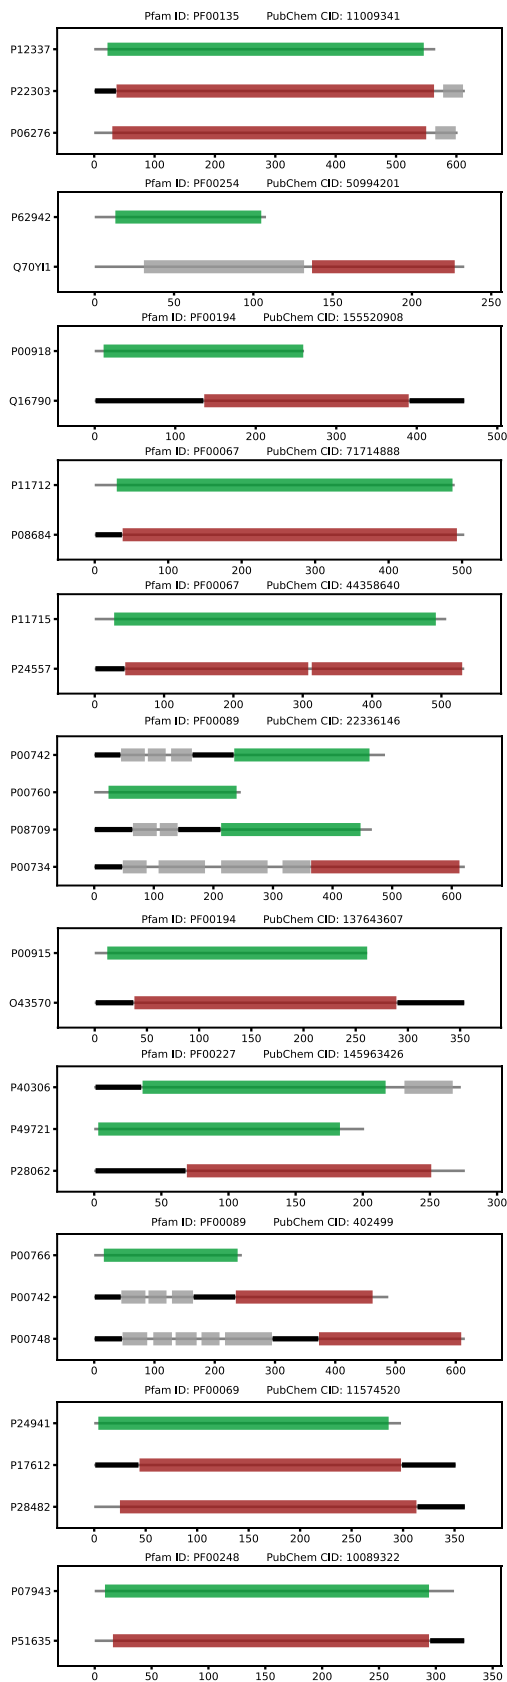 Pfam ID: PF00135 PubChem CID: 11009341
P12337
P22303
P06276
0 100 200 300 400 500 600
Pfam ID: PF00254 PubChem CID: 50994201
P62942
Q70YI1
0 50 100 150 200 250
Pfam ID: PF00194 PubChem CID: 155520908
P00918
Q16790
0 100 200 300 400 500
Pfam ID: PF00067 PubChem CID: 71714888
P11712
P08684
0 100 200 300 400 500
Pfam ID: PF00067 PubChem CID: 44358640
P11715
P24557
0 100 200 300 400 500
Pfam ID: PF00089 PubChem CID: 22336146
P00742
P00760
P08709
P00734
0 100 200 300 400 500 600
Pfam ID: PF00194 PubChem CID: 137643607
P00915
O43570
0 50 100 150 200 250 300 350
Pfam ID: PF00227 PubChem CID: 145963426
P40306
P49721
P28062
0 50 100 150 200 250 300
Pfam ID: PF00089 PubChem CID: 402499
P00766
P00742
P00748
0 100 200 300 400 500 600
Pfam ID: PF00069 PubChem CID: 11574520
P24941
P17612
P28482
0 50 100 150 200 250 300 350
Pfam ID: PF00248 PubChem CID: 10089322
P07943
P51635
0 50 100 150 200 250 300 350